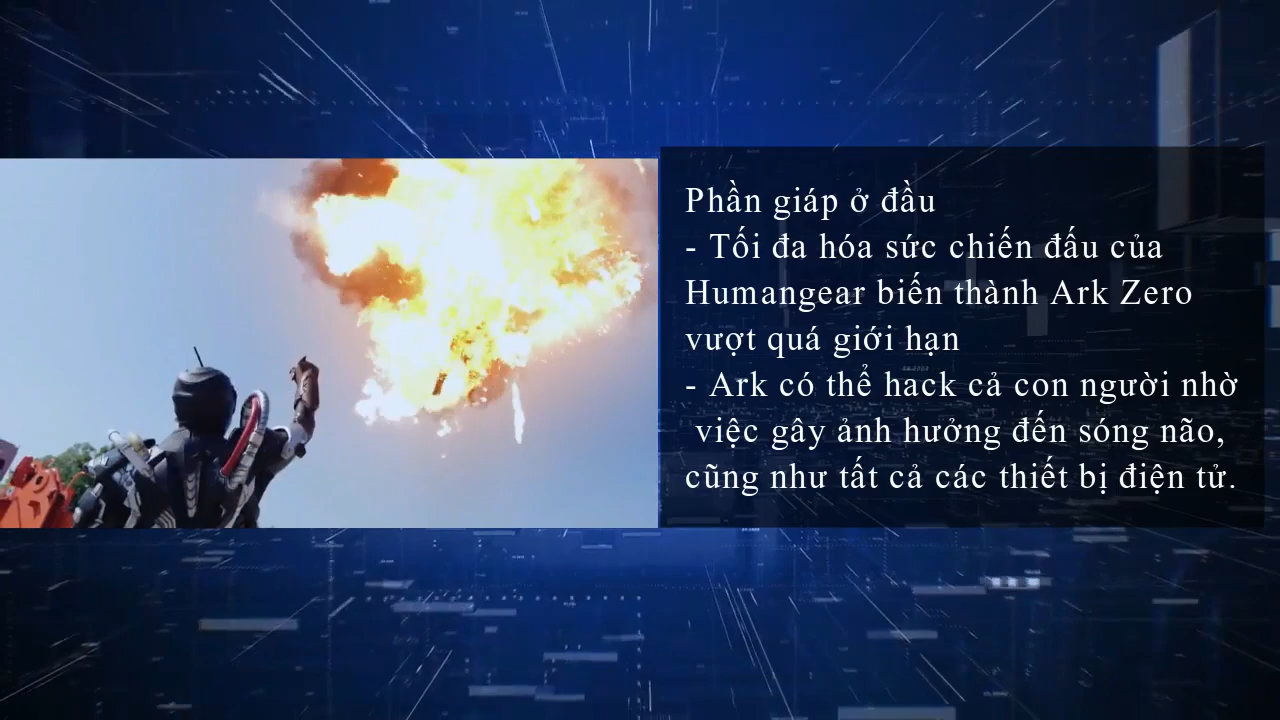 Phần giáp ở đầu
- Tối đa hóa sức chiến đấu của
Humangear biến thành Ark Zero
vượt quá giới hạn
- Ark có thể hack cả con người nhờ
việc gây ảnh hưởng đến sóng não,
cũng như tất cả các thiết bị điện tử.